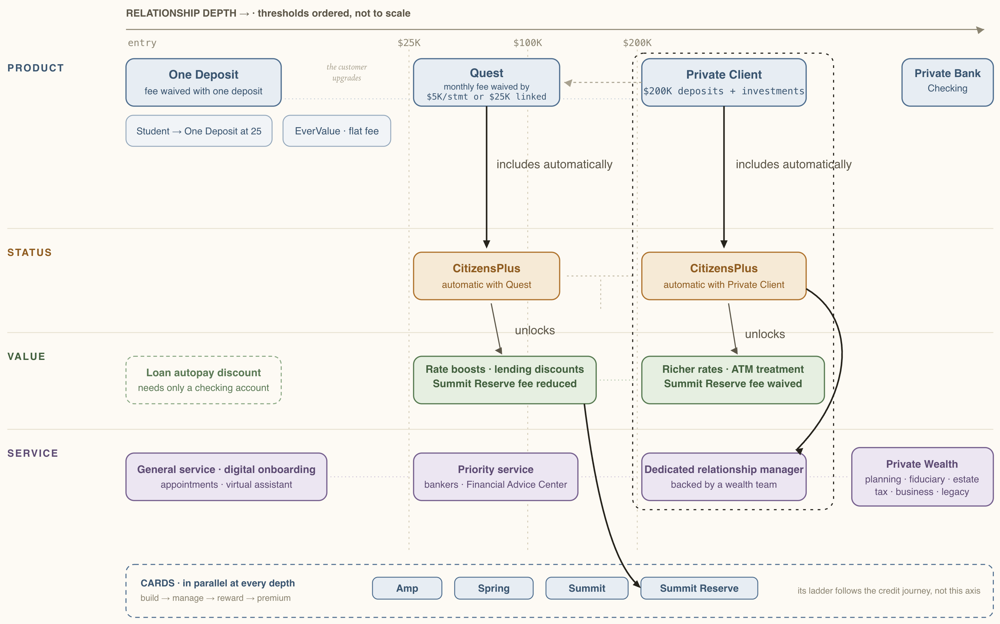 RELATIONSHIP DEPTH → · thresholds ordered, not to scale
entry
$25K
$100K
$200K
PRODUCT
One Deposit
fee waived with one deposit
the customer
upgrades
Quest
monthly fee waived by
$5K/stmt or $25K linked
Private Client
$200K deposits + investments
Private Bank
Checking
Student → One Deposit at 25
EverValue · flat fee
includes automatically
includes automatically
STATUS
CitizensPlus
automatic with Quest
CitizensPlus
automatic with Private Client
unlocks
unlocks
VALUE
Loan autopay discount
needs only a checking account
Rate boosts · lending discounts
Summit Reserve fee reduced
Richer rates · ATM treatment
Summit Reserve fee waived
SERVICE
General service · digital onboarding
appointments · virtual assistant
Priority service
bankers · Financial Advice Center
Dedicated relationship manager
backed by a wealth team
Private Wealth
planning · fiduciary · estate
tax · business · legacy
CARDS · in parallel at every depth
build → manage → reward → premium
Amp
Spring
Summit
Summit Reserve
its ladder follows the credit journey, not this axis